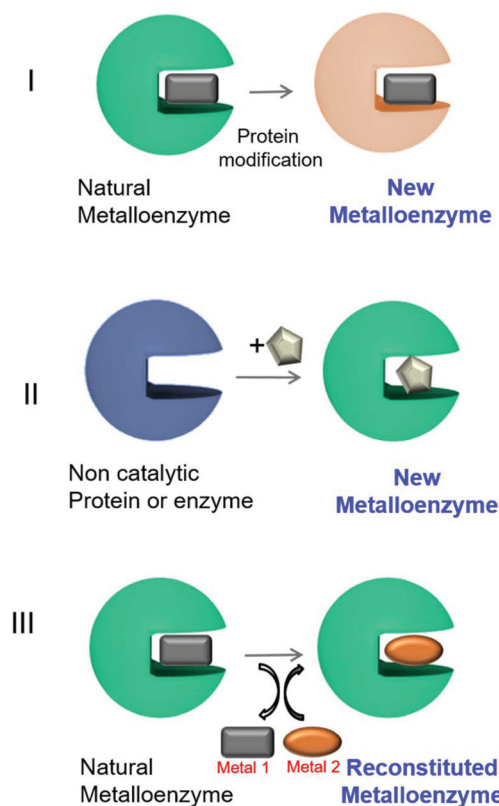 I
Protein
modification
Natural
Metalloenzyme
New
Metalloenzyme
II
+
Non catalytic
Protein or enzyme
New
Metalloenzyme
III
Metal 1
Metal 2
Natural
Metalloenzyme
Reconstituted
Metalloenzyme